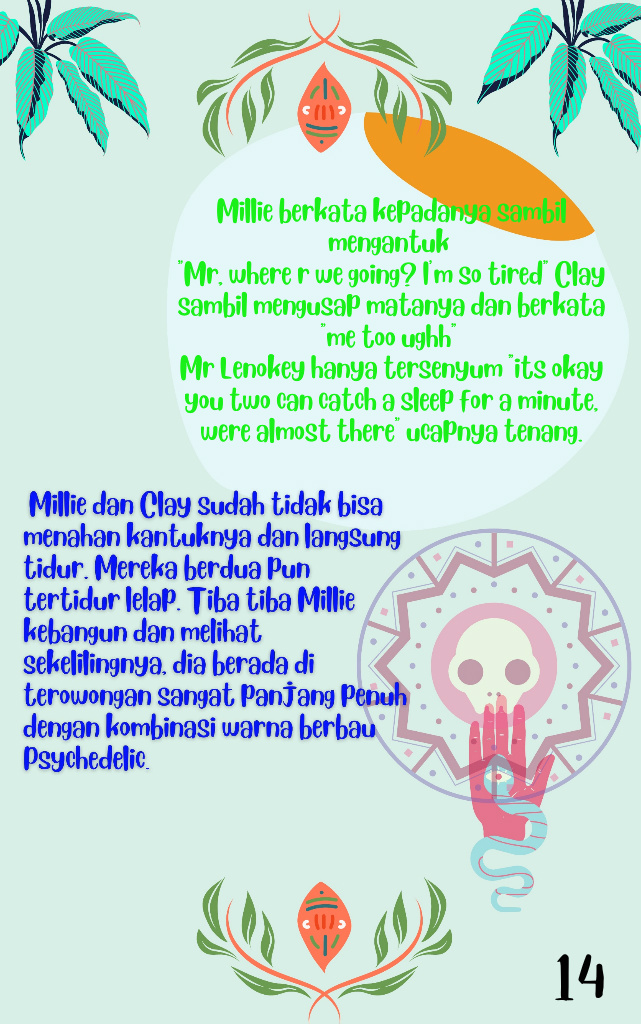 Millie berkata kepadanya sambil
mengantuk
"Mr, where r we going? I'm so tired" Clay
sambil mengusap matanya dan berkata
"me too ughh"
Mr Lenokey hanya tersenyum "its okay
you two can catch a sleep for a minute,
were almost there" ucapnya tenang.
Millie dan Clay sudah tidak bisa
menahan kantuknya dan langsung
tidur. Mereka berdua pun
tertidur lelap. Tiba tiba Millie
kebangun dan melihat
sekelilingnya, dia berada di
terowongan sangat panjang penuh
dengan kombinasi warna berbau
Psychedelic.
14